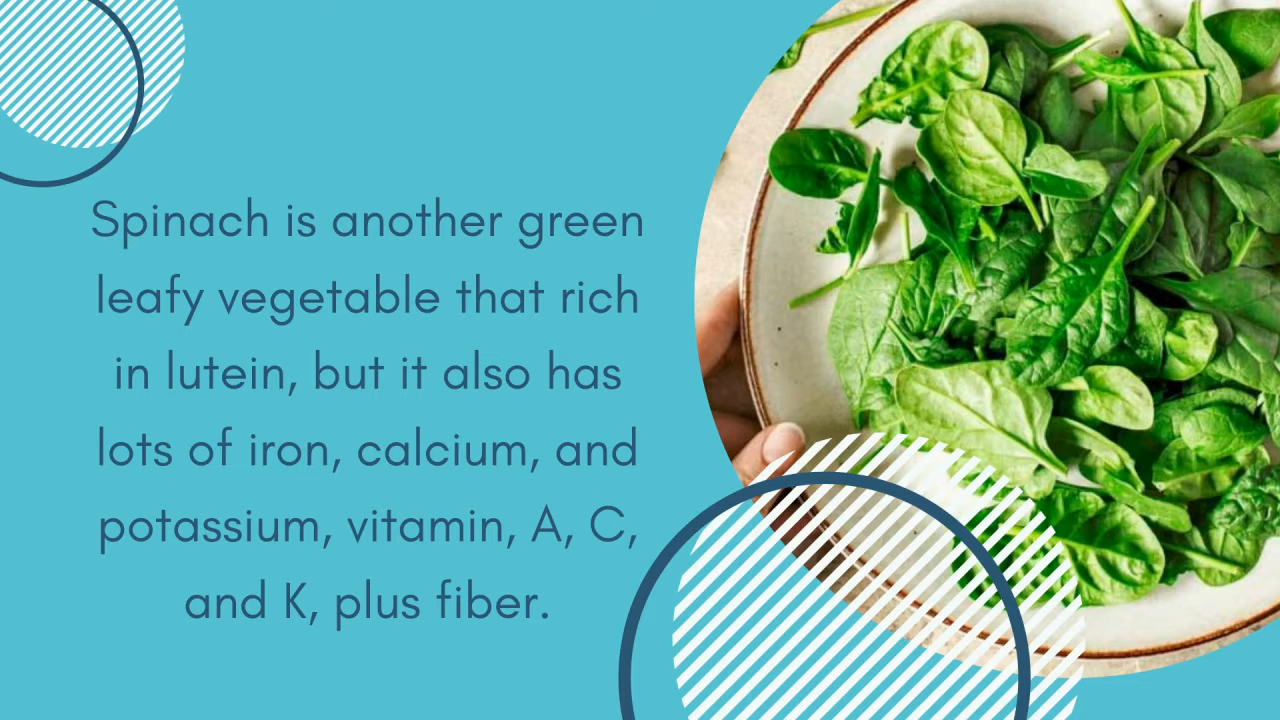 Spinach is another green
leafy vegetable that rich
in lutein, but it also has
lots of iron, calcium, and
potassium, vitamin, A, C,
and K, plus fiber.